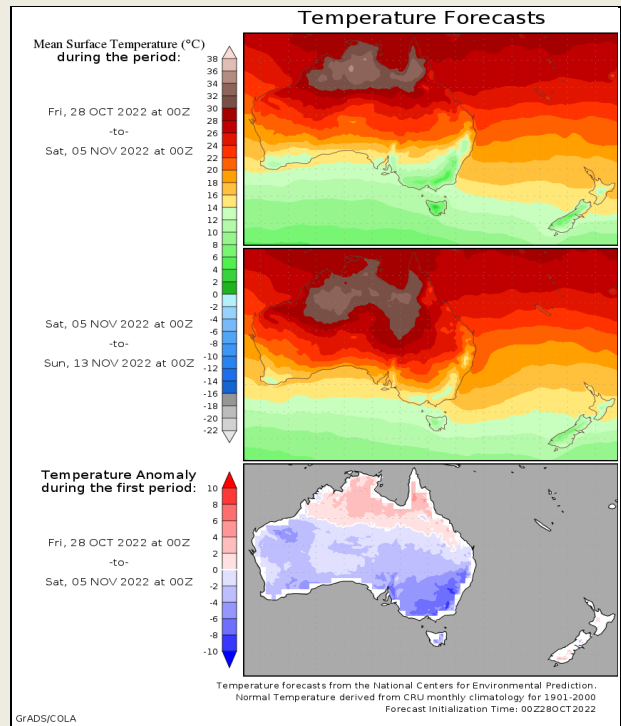 Temperature Forecasts
Mean Surface Temperature (°C)
during the period:
Fri, 28 OCT 2022 at 00Z
-to-
Sat, 05 NOV 2022 at 00Z
38
36
34
32
30
28
26
24
22
20
18
16
14
12
10
8
6
4
2
0
-2
-4
-6
-8
-10
-12
-14
-16
-18
-20
-22
Sat, 05 NOV 2022 at 00Z
-to-
Sun, 13 NOV 2022 at 00Z
Temperature Anomaly
during the first period:
Fri, 28 OCT 2022 at 00Z
-to-
Sat, 05 NOV 2022 at 00Z
10
8
6
4
2
0
-2
-4
-6
-8
-10
Temperature forecasts from the National Centers for Environmental Prediction.
Normal Temperature derived from CRU monthly climatology for 1901-2000
Forecast Initialization Time: 00Z28OCT2022
GrADS/COLA